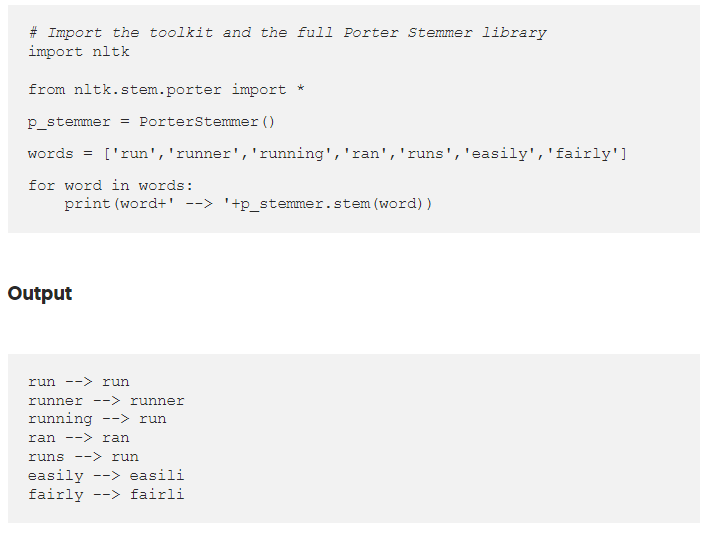 # Import the toolkit and the full Porter Stemmer library
import nltk
from nltk.stem.porter import *
p_stemmer = PorterStemmer()
words = ['run','runner','running','ran','runs','easily','fairly']
for word in words:
    print(word+' --> '+p_stemmer.stem(word))
Output
run --> run
runner --> runner
running --> run
ran --> ran
runs --> run
easily --> easili
fairly --> fairli